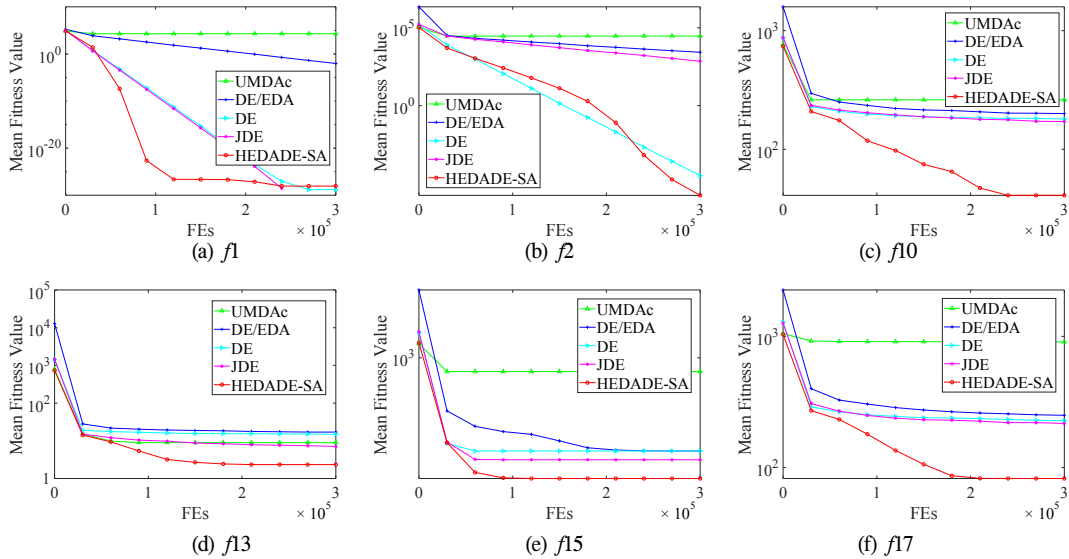 Mean Fitness Value
10^0
10^-20
UMDAc
DE/EDA
DE
JDE
HEDADE-SA
0 1 2 3
FEs × 10^5
(a) f1
Mean Fitness Value
10^5
10^0
UMDAc
DE/EDA
DE
JDE
HEDADE-SA
0 1 2 3
FEs × 10^5
(b) f2
Mean Fitness Value
10^3
10^2
UMDAc
DE/EDA
DE
JDE
HEDADE-SA
0 1 2 3
FEs × 10^5
(c) f10
Mean Fitness Value
10^5
10^4
10^3
10^2
1
UMDAc
DE/EDA
DE
JDE
HEDADE-SA
0 1 2 3
FEs × 10^5
(d) f13
Mean Fitness Value
10^3
UMDAc
DE/EDA
DE
JDE
HEDADE-SA
0 1 2 3
FEs × 10^5
(e) f15
Mean Fitness Value
10^3
10^2
UMDAc
DE/EDA
DE
JDE
HEDADE-SA
0 1 2 3
FEs × 10^5
(f) f17